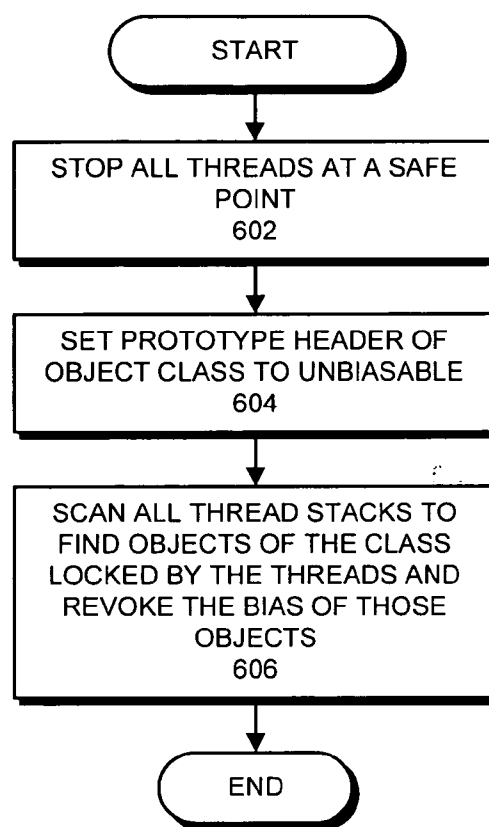 START
STOP ALL THREADS AT A SAFE
POINT
602
SET PROTOTYPE HEADER OF
OBJECT CLASS TO UNBIASABLE
604
SCAN ALL THREAD STACKS TO
FIND OBJECTS OF THE CLASS
LOCKED BY THE THREADS AND
REVOKE THE BIAS OF THOSE
OBJECTS
606
END